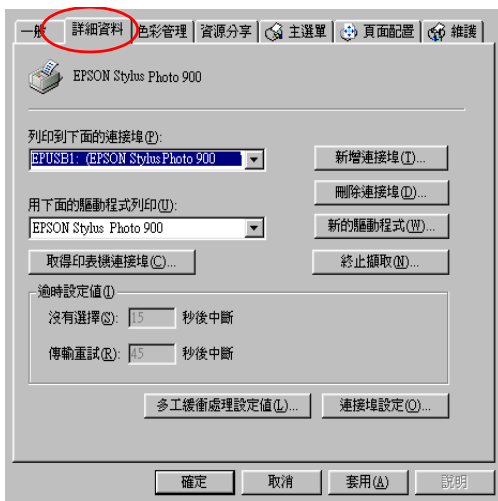 一般 詳細資料 色彩管理 資源分享 主選單 頁面配置 維護
EPSON Stylus Photo 900
列印到下面的連接埠(P):
EPUSB1: (EPSON Stylus Photo 900
新增連接埠(T)...
刪除連接埠(D)...
用下面的驅動程式列印(U):
EPSON Stylus Photo 900
新的驅動程式(W)...
取得印表機連接埠(C)...
終止擷取(N)...
逾時設定值(I)
沒有選擇(S): 15 秒後中斷
傳輸重試(R): 45 秒後中斷
多工緩衝處理設定值(L)... 連接埠設定(O)...
確定 取消 套用(A) 說明